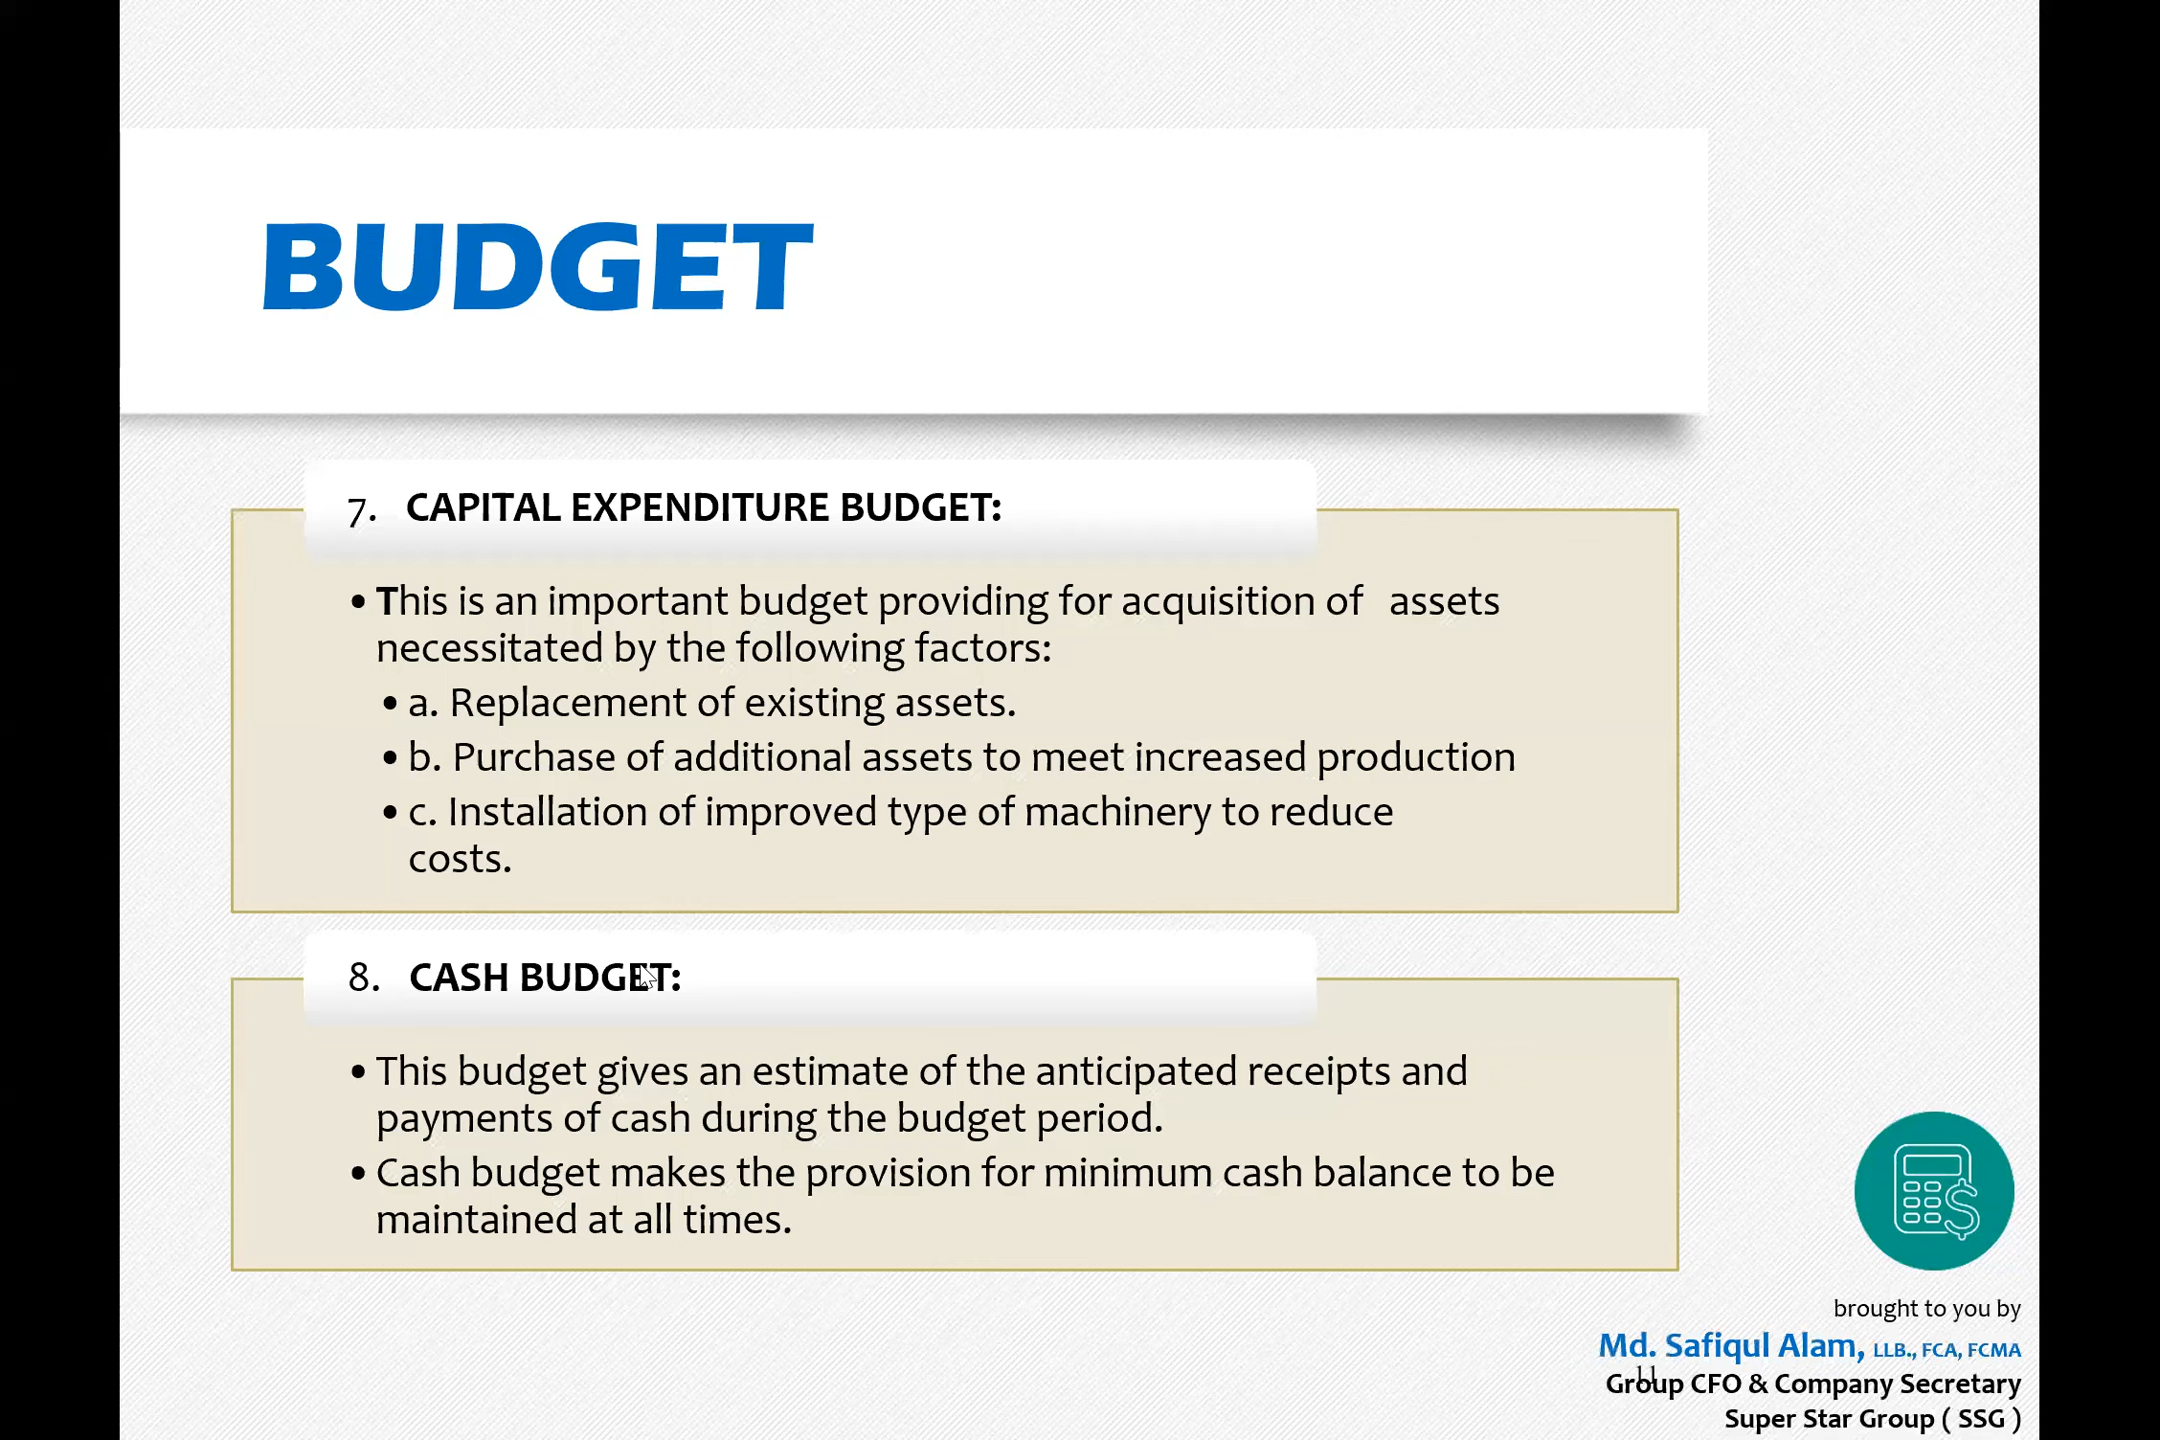 BUDGET
7. CAPITAL EXPENDITURE BUDGET:
• This is an important budget providing for acquisition of assets
necessitated by the following factors:
• a. Replacement of existing assets.
• b. Purchase of additional assets to meet increased production
• c. Installation of improved type of machinery to reduce
costs.
8. CASH BUDGET:
• This budget gives an estimate of the anticipated receipts and
payments of cash during the budget period.
• Cash budget makes the provision for minimum cash balance to be
maintained at all times.
brought to you by
Md. Safiqul Alam, LLB., FCA, FCMA
11
Group CFO & Company Secretary
Super Star Group ( SSG )